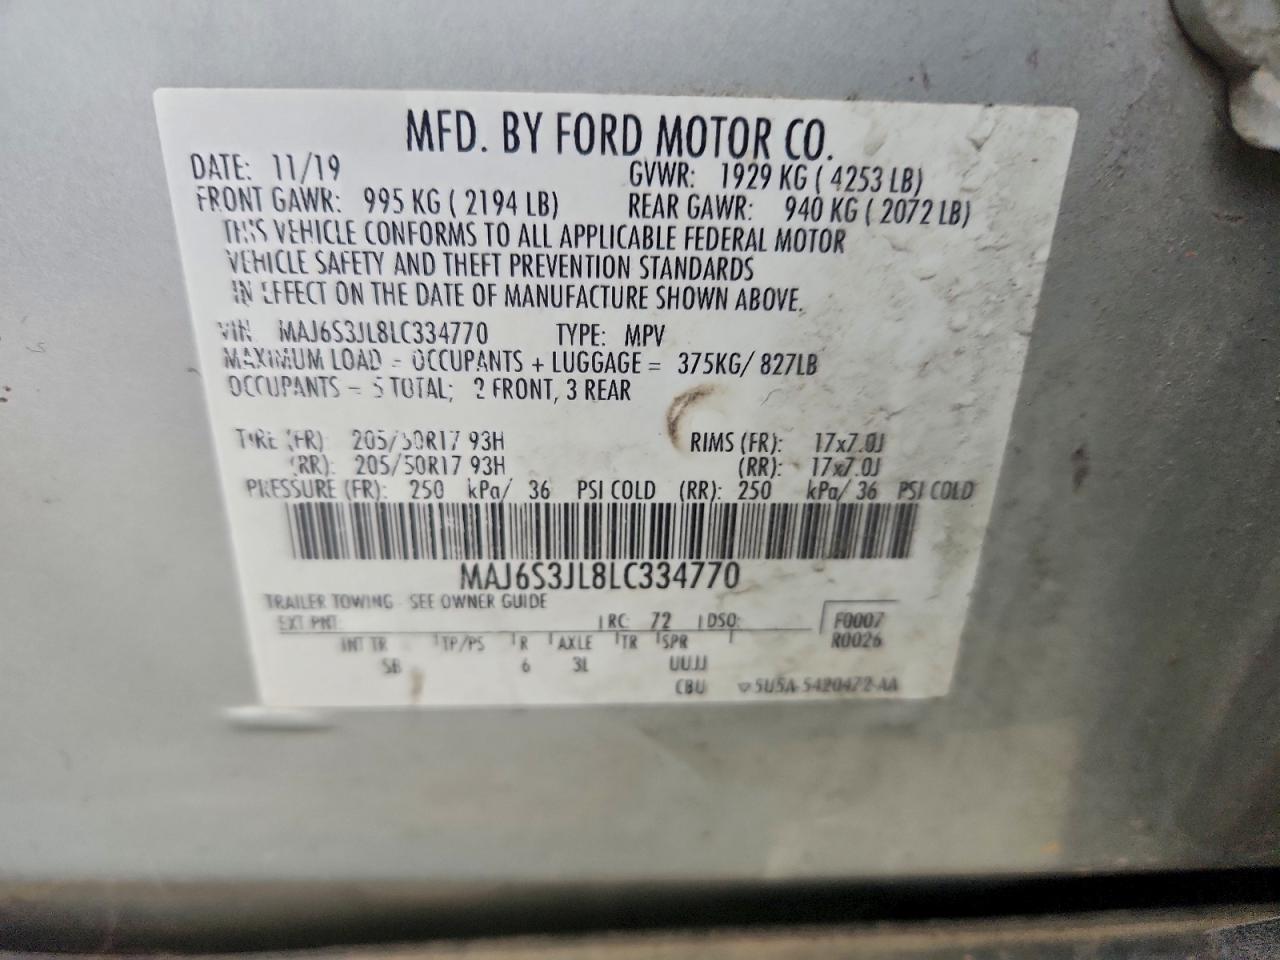 MFD. BY FORD MOTOR CO.
DATE: 11/19 GVWR: 1929 KG ( 4253 LB)
FRONT GAWR: 995 KG ( 2194 LB) REAR GAWR: 940 KG ( 2072 LB)
THIS VEHICLE CONFORMS TO ALL APPLICABLE FEDERAL MOTOR
VEHICLE SAFETY AND THEFT PREVENTION STANDARDS
IN EFFECT ON THE DATE OF MANUFACTURE SHOWN ABOVE.
VIN: MAJ6S3JL8LC334770 TYPE: MPV
MAXIMUM LOAD = OCCUPANTS + LUGGAGE = 375KG/ 827LB
OCCUPANTS = 5 TOTAL; 2 FRONT, 3 REAR
TIRE (FR): 205/50R17 93H RIMS (FR): 17x7.0J
(RR): 205/50R17 93H (RR): 17x7.0J
PRESSURE (FR): 250 kPa/ 36 PSI COLD (RR): 250 kPa/ 36 PSI COLD
MAJ6S3JL8LC334770
TRAILER TOWING - SEE OWNER GUIDE
EXT PNT: RC: 72 DSO: F0007
INT TR TP/PS R AXLE TR SPR R0026
SB 6 3L UUJJ
CBU ▽5U5A-5420472-AA